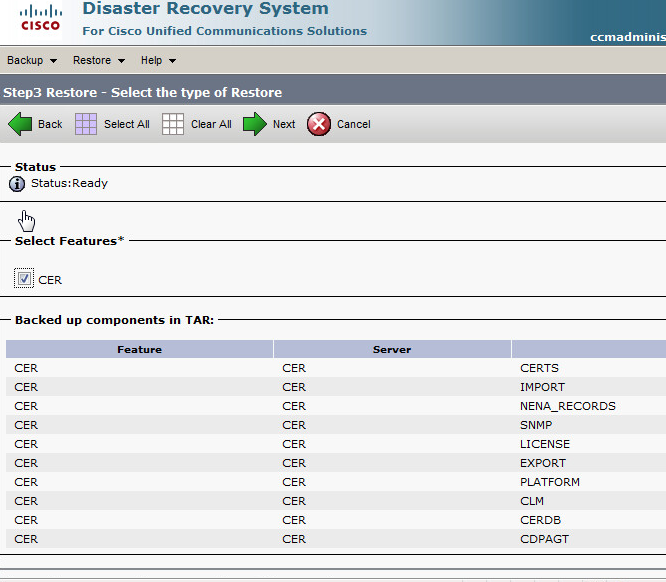 Disaster Recovery System
CISCO
For Cisco Unified Communications Solutions
ccmadminis
Backup Restore Help
Step3 Restore - Select the type of Restore
Back Select All Clear All Next Cancel
Status
Status:Ready
Select Features*
CER
Backed up components in TAR:
Feature Server
CER CER CERTS
CER CER IMPORT
CER CER NENA_RECORDS
CER CER SNMP
CER CER LICENSE
CER CER EXPORT
CER CER PLATFORM
CER CER CLM
CER CER CERDB
CER CER CDPAGT